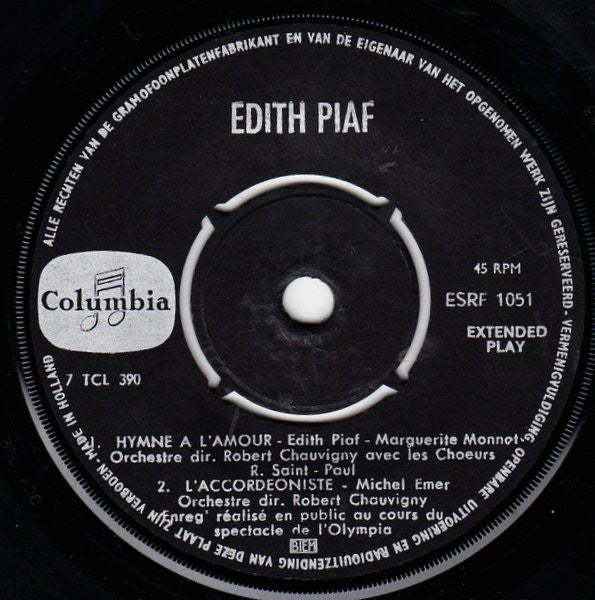 ALLE RECHTEN VAN DE GRAMOFOONPLATENFABRIKANT EN VAN DE EIGENAAR VAN HET OPGENOMEN WERK ZIJN GERESERVEERD - VERMENIGVULDIGING, OPENBARE UITVOERING EN RADIOUITZENDING VAN DEZE PLAAT ZIJN VERBODEN - MADE IN HOLLAND
EDITH PIAF
Columbia
45 RPM
ESRF 1051
EXTENDED
PLAY
7 TCL 390
1. HYMNE A L'AMOUR - Edith Piaf - Marguerite Monnot-
Orchestre dir. Robert Chauvigny avec les Choeurs
R. Saint - Paul
2. L'ACCORDEONISTE - Michel Emer
Orchestre dir. Robert Chauvigny
Enreg' réalisé en public au cours du
spectacle de l'Olympia
BIEM